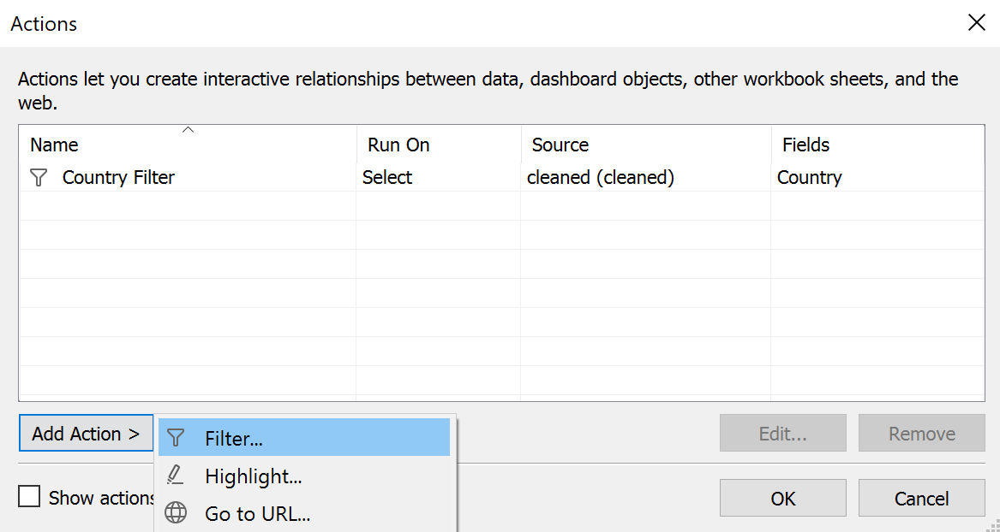 Actions
Actions let you create interactive relationships between data, dashboard objects, other workbook sheets, and the
web.
Name Run On Source Fields
Country Filter Select cleaned (cleaned) Country
Add Action > Filter... Edit... Remove
Highlight...
Show actions OK Cancel
Go to URL...